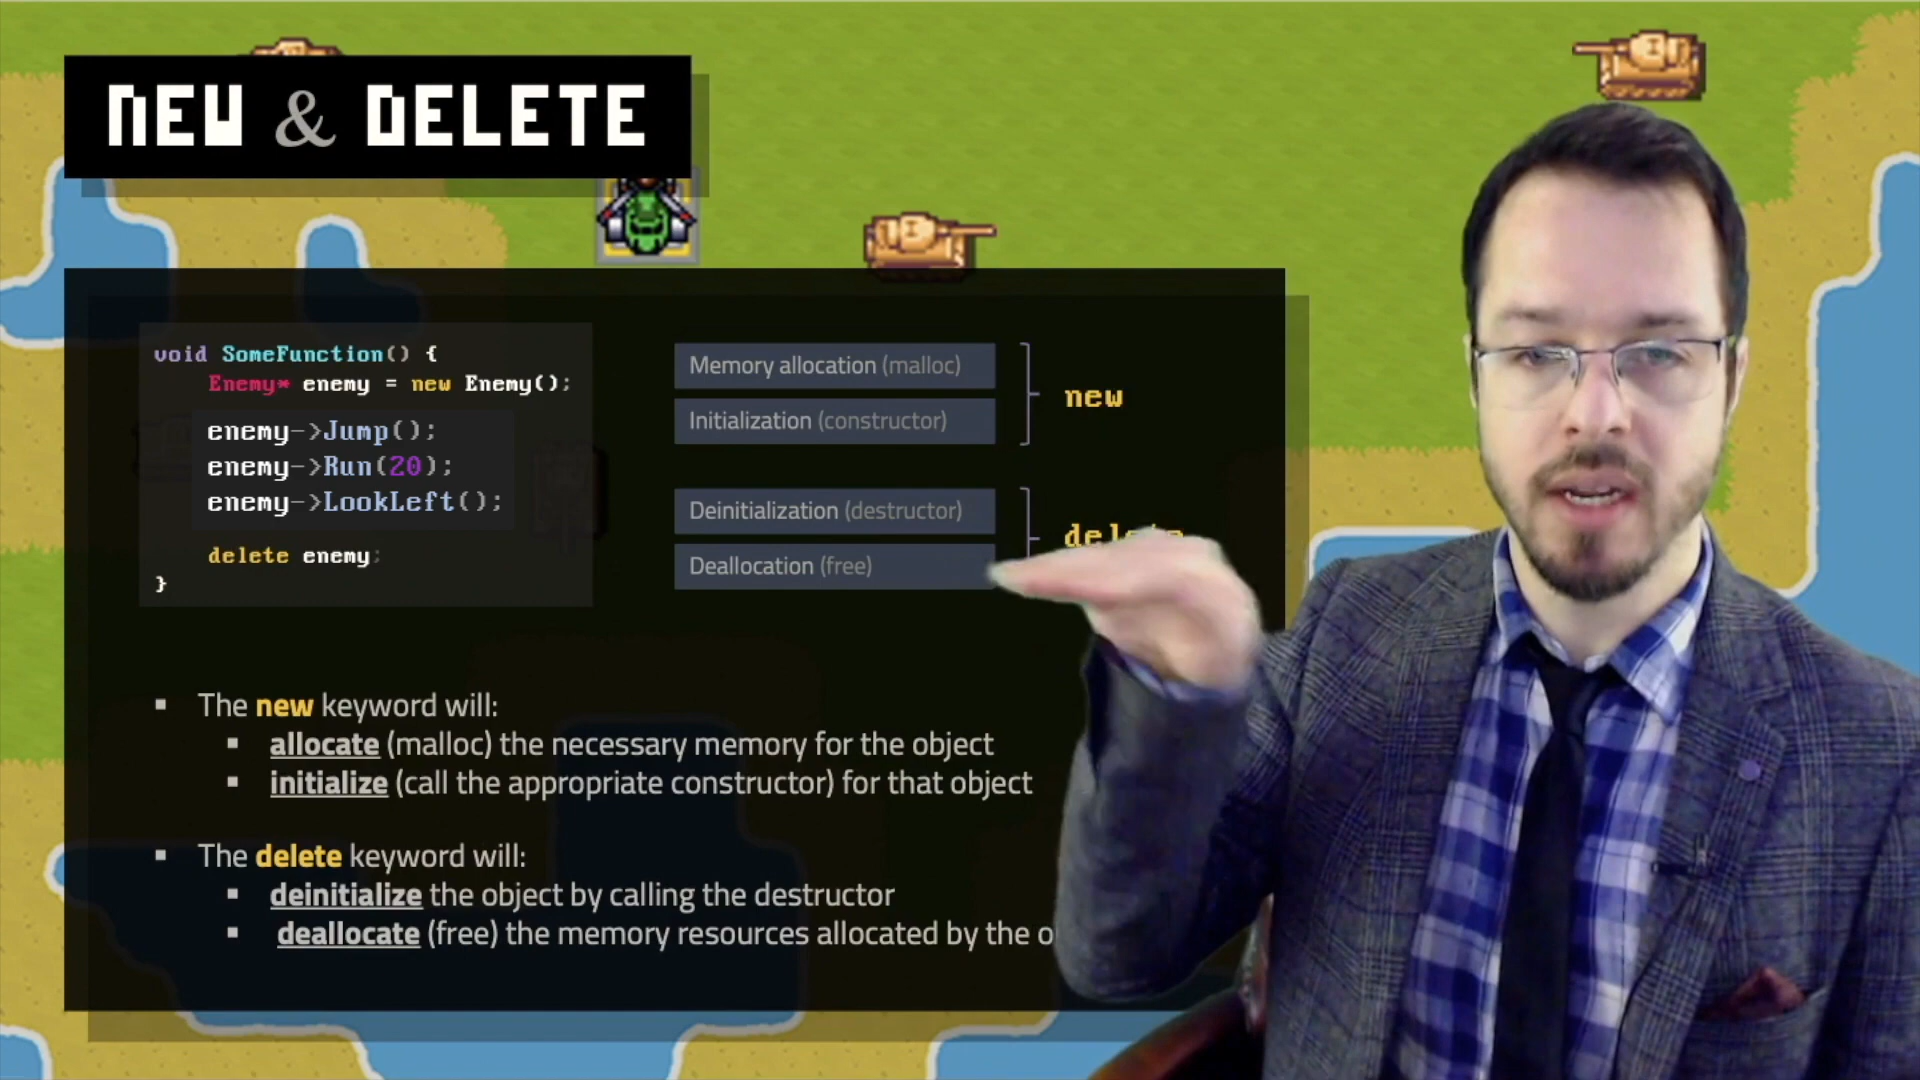 NEW & DELETE
void SomeFunction() {
Enemy* enemy = new Enemy();
enemy->Jump();
enemy->Run(20);
enemy->LookLeft();
delete enemy;
}
Memory allocation (malloc)
Initialization (constructor)
new
Deinitialization (destructor)
Deallocation (free)
delete
▪ The new keyword will:
▪ allocate (malloc) the necessary memory for the object
▪ initialize (call the appropriate constructor) for that object
▪ The delete keyword will:
▪ deinitialize the object by calling the destructor
▪ deallocate (free) the memory resources allocated by the